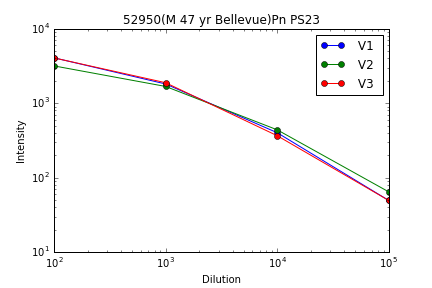 52950(M 47 yr Bellevue)Pn PS23
10^4
10^3
10^2
10^1
Intensity
V1
V2
V3
10^2 10^3 10^4 10^5
Dilution